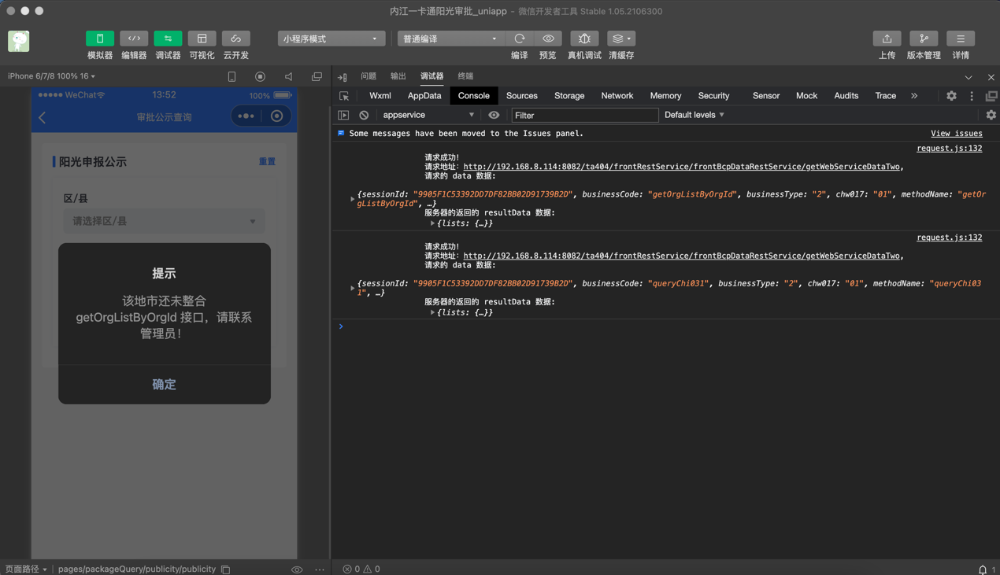 内江一卡通阳光审批_uniapp - 微信开发者工具 Stable 1.05.2106300
模拟器 编辑器 调试器 可视化 云开发
小程序模式 普通编译
编译 预览 真机调试 清缓存
上传 版本管理 详情
iPhone 6/7/8 100% 16
WeChat 13:52 100%
审批公示查询
阳光申报公示 重置
区/县
请选择区/县
提示
该地市还未整合
getOrgListByOrgId 接口，请联系
管理员！
确定
页面路径 pages/packageQuery/publicity/publicity
问题 输出 调试器 终端
Wxml AppData Console Sources Storage Network Memory Security Sensor Mock Audits Trace »
appservice Filter Default levels
Some messages have been moved to the Issues panel. View issues
request.js:132
请求成功!
请求地址: http://192.168.8.114:8082/ta404/frontRestService/frontBcpDataRestService/getWebServiceDataTwo,
请求的 data 数据:
{sessionId: "9905F1C53392DD7DF82BB02D91739B2D", businessCode: "getOrgListByOrgId", businessType: "2", chw017: "01", methodName: "getOr
gListByOrgId", …}
服务器的返回的 resultData 数据:
{lists: {…}}
request.js:132
请求成功!
请求地址: http://192.168.8.114:8082/ta404/frontRestService/frontBcpDataRestService/getWebServiceDataTwo,
请求的 data 数据:
{sessionId: "9905F1C53392DD7DF82BB02D91739B2D", businessCode: "queryChi031", businessType: "2", chw017: "01", methodName: "queryChi03
1", …}
服务器的返回的 resultData 数据:
{lists: {…}}
0 0
1